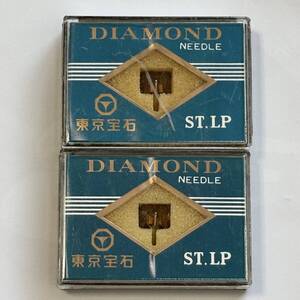 DIAMOND
NEEDLE
東京宝石
ST.LP
DIAMOND
NEEDLE
東京宝石
ST.LP